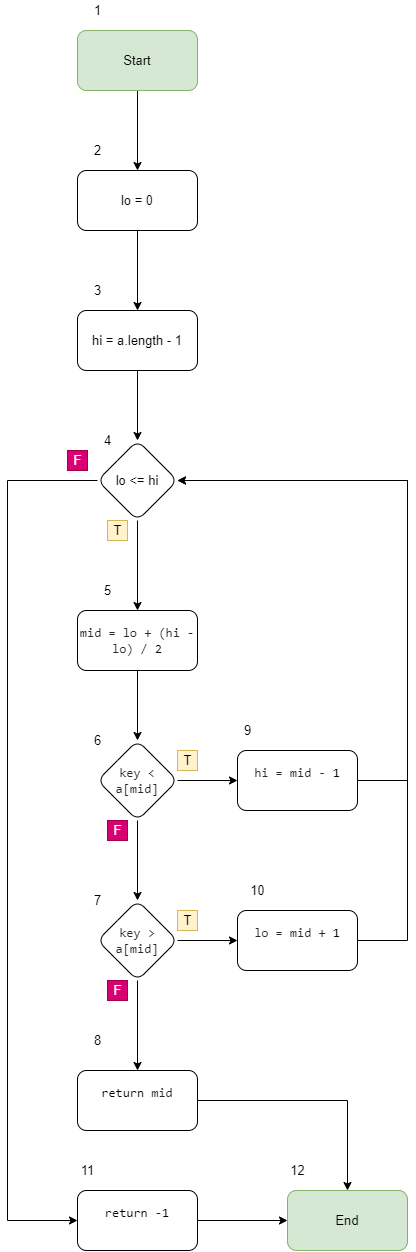 1
Start
2
lo = 0
3
hi = a.length - 1
4
F
lo <= hi
T
5
mid = lo + (hi -
lo) / 2
6
key <
a[mid]
T
9
hi = mid - 1
F
7
key >
a[mid]
T
10
lo = mid + 1
F
8
return mid
11
return -1
12
End